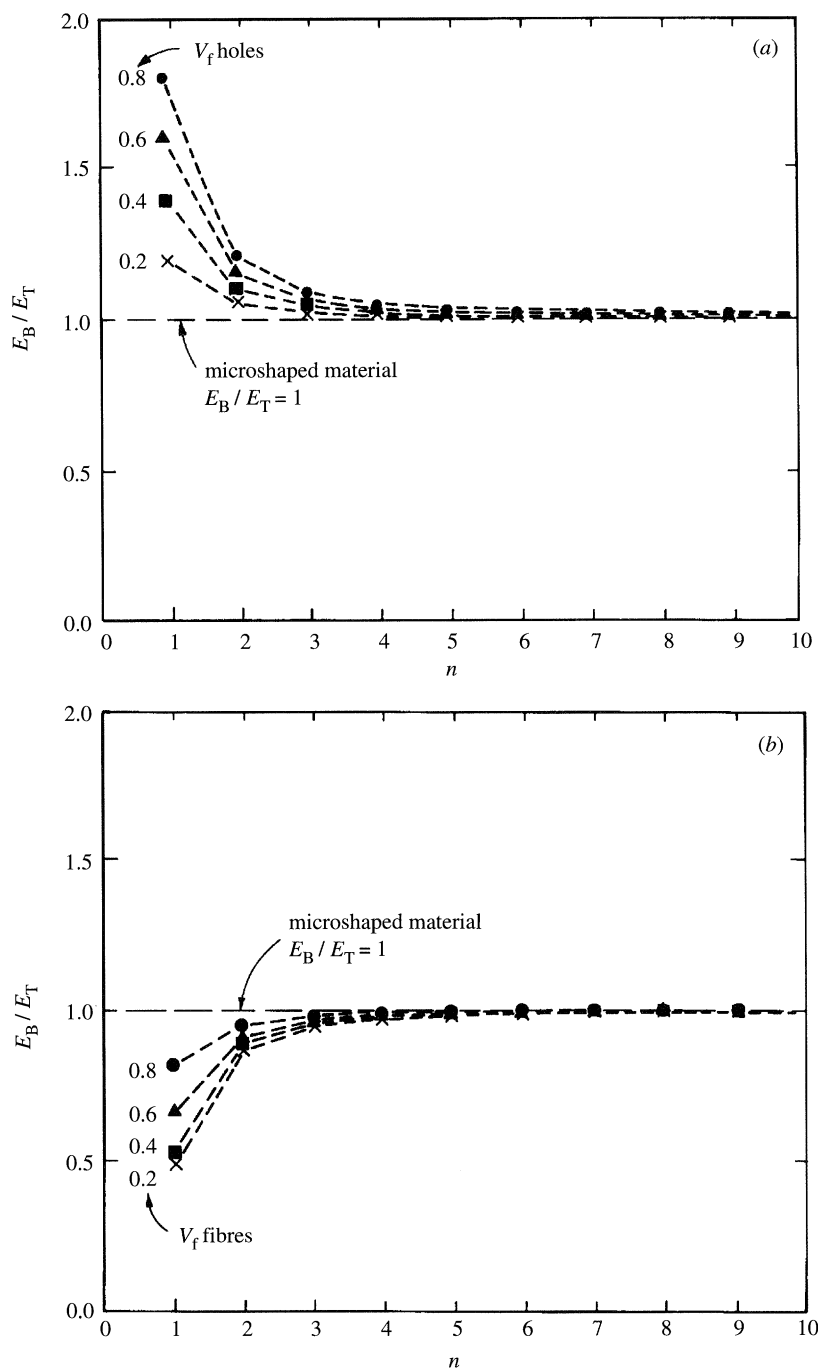 2.0
V_f holes
(a)
0.8
0.6
1.5
0.4
0.2
E_B / E_T
1.0
microshaped material
E_B / E_T = 1
0.5
0.0
0 1 2 3 4 5 6 7 8 9 10
n
2.0
(b)
1.5
microshaped material
E_B / E_T = 1
E_B / E_T
1.0
0.8
0.6
0.4
0.5
0.2
V_f fibres
0.0
0 1 2 3 4 5 6 7 8 9 10
n